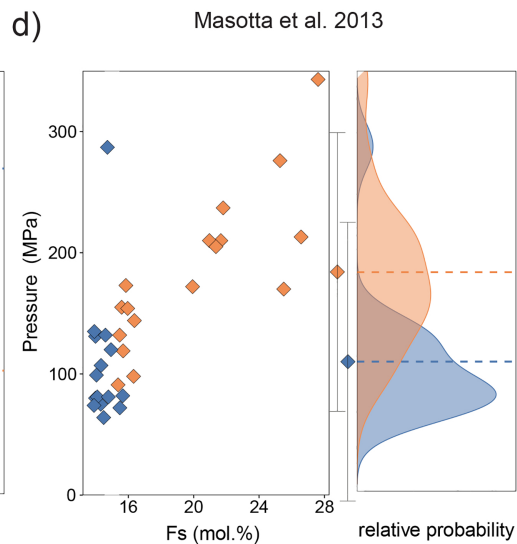 d)
Masotta et al. 2013
Pressure (MPa)
300
200
100
0
16
20
24
28
Fs (mol.%)
relative probability